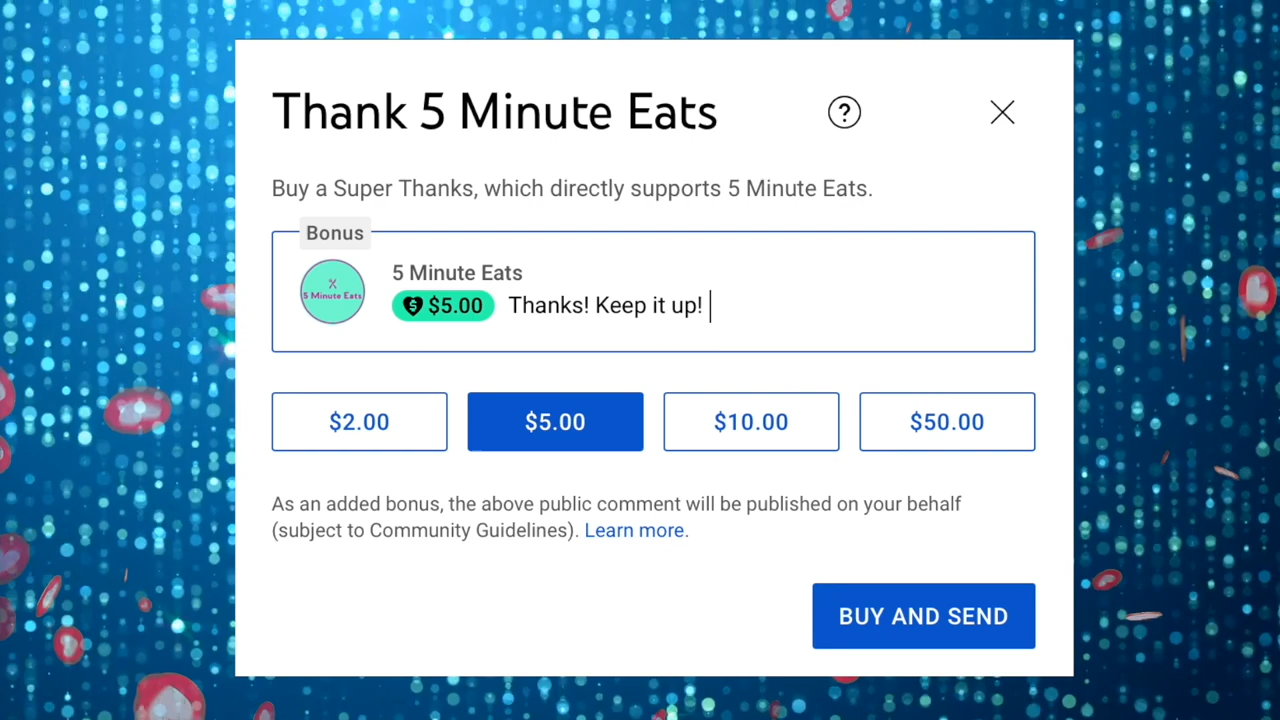 Thank 5 Minute Eats
?
Buy a Super Thanks, which directly supports 5 Minute Eats.
Bonus
5 Minute Eats
5 Minute Eats
$ $5.00 Thanks! Keep it up!
$2.00 $5.00 $10.00 $50.00
As an added bonus, the above public comment will be published on your behalf
(subject to Community Guidelines). Learn more.
BUY AND SEND